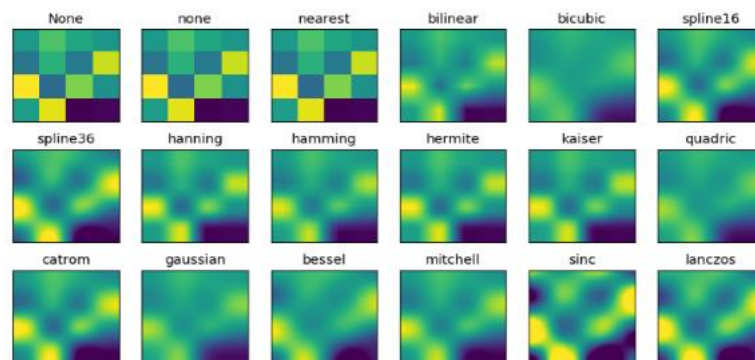 None none nearest bilinear bicubic spline16
spline36 hanning hamming hermite kaiser quadric
catrom gaussian bessel mitchell sinc lanczos